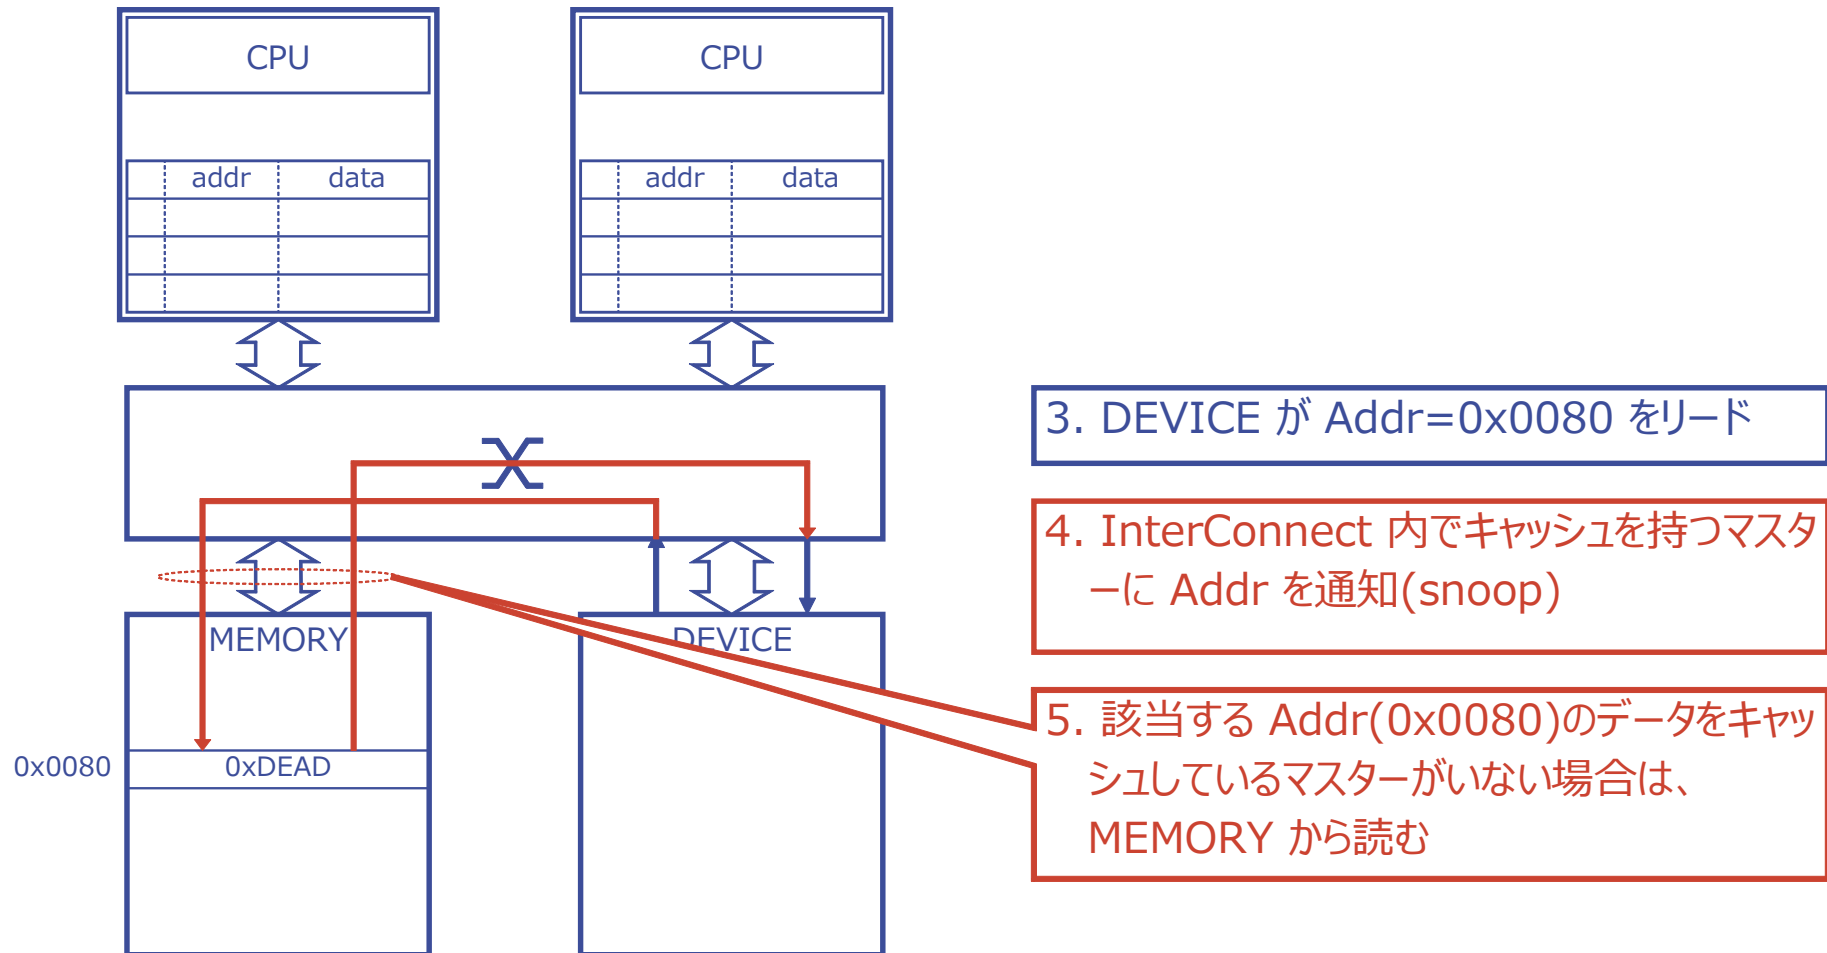 CPU
CPU
addr data
addr data
3. DEVICE が Addr=0x0080 をリード
4. InterConnect 内でキャッシュを持つマスタ
ーに Addr を通知(snoop)
MEMORY
DEVICE
5. 該当する Addr(0x0080)のデータをキャッ
シュしているマスターがいない場合は、
MEMORY から読む
0x0080
0xDEAD